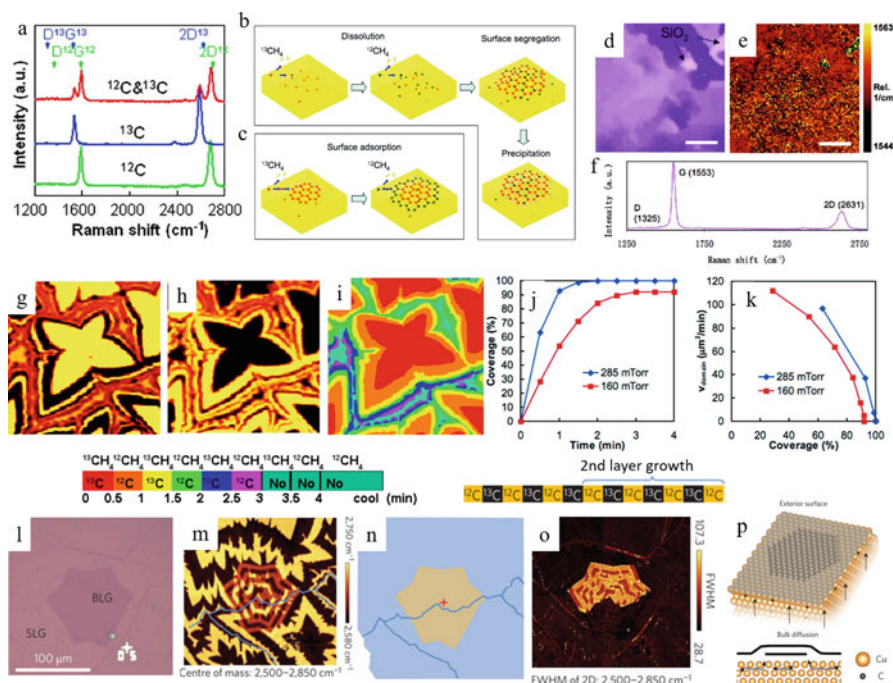 a
D¹³G¹³
2D¹³
D¹²G¹²
2D¹²
¹²C&¹³C
¹³C
¹²C
Intensity (a.u.)
1200 1600 2000 2400 2800
Raman shift (cm⁻¹)
b
Dissolution
Surface segregation
¹³CH₄
¹²CH₄
c
Surface adsorption
Precipitation
¹³CH₄
¹²CH₄
d
SiO₂
e
1563
Rel.
1/cm
1544
f
G (1553)
D
(1325)
2D (2631)
Intensity (a.u.)
1250 1750 2250 2750
Raman shift (cm⁻¹)
g
h
i
j
Coverage (%)
100
90
80
70
60
50
40
30
20
10
0
285 mTorr
160 mTorr
0 1 2 3 4
Time (min)
k
v domain (μm²/min)
120
100
80
60
40
20
0
285 mTorr
160 mTorr
0 20 40 60 80 100
Coverage (%)
¹³CH₄ ¹²CH₄ ¹³CH₄ ¹²CH₄ ¹³CH₄ ¹²CH₄ ¹³CH₄ ¹²CH₄ ¹²CH₄
¹³C ¹²C ¹³C ¹²C ¹³C ¹²C No No No
0 0.5 1 1.5 2 2.5 3 3.5 4 cool (min)
2nd layer growth
¹²C ¹³C ¹²C ¹³C ¹²C ¹³C ¹²C ¹³C ¹²C ¹³C ¹²C ¹³C ¹²C
l
BLG
SLG
100 μm
m
2,750 cm⁻¹
2,580 cm⁻¹
Centre of mass: 2,500–2,850 cm⁻¹
n
o
107.3
FWHM
28.7
FWHM of 2D: 2,500–2,850 cm⁻¹
p
Exterior surface
Bulk diffusion
Cu
C